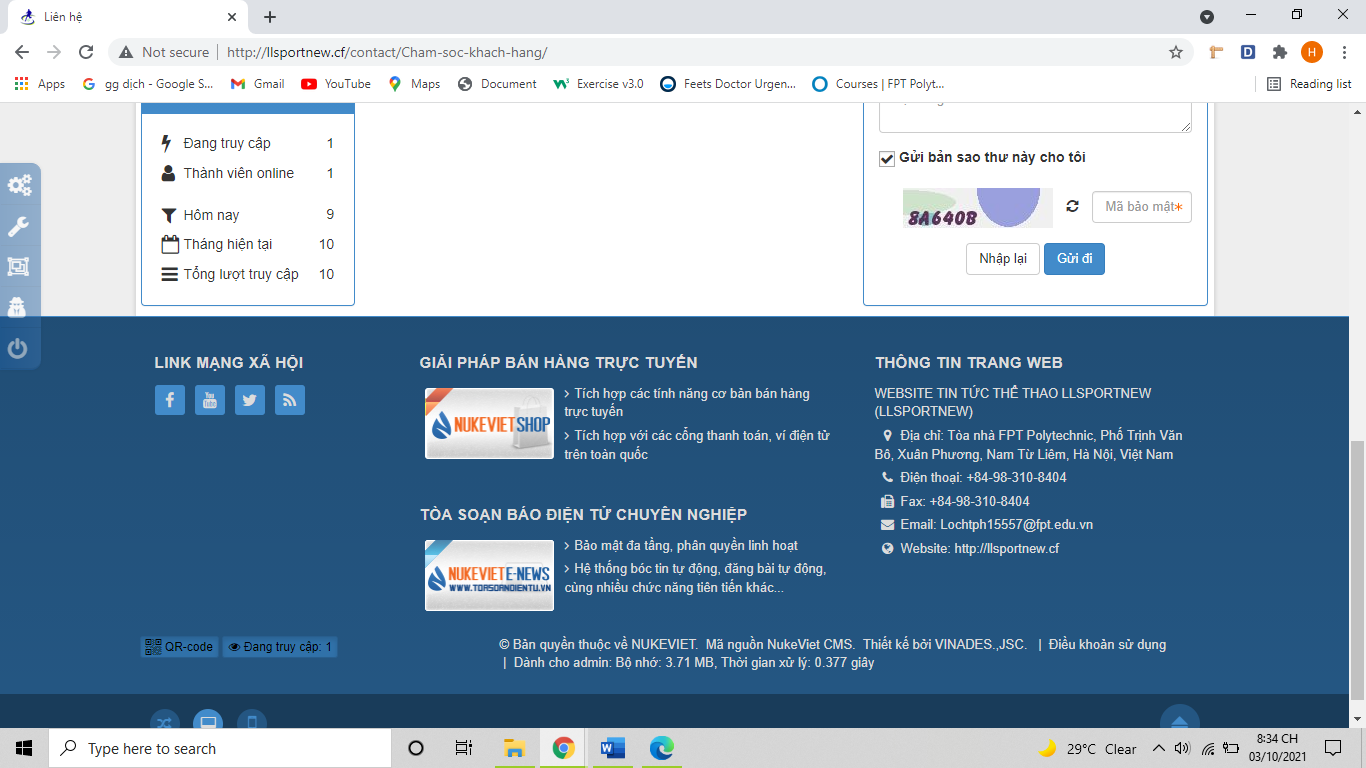 Liên hệ
Not secure
http://llsportnew.cf/contact/Cham-soc-khach-hang/
Apps
gg dịch - Google S...
Gmail
YouTube
Maps
Document
Exercise v3.0
Feets Doctor Urgen...
Courses | FPT Polyt...
Reading list
Đang truy cập 1
Thành viên online 1
Hôm nay 9
Tháng hiện tại 10
Tổng lượt truy cập 10
Gửi bản sao thư này cho tôi
8A640B
Mã bảo mật*
Nhập lại
Gửi đi
LINK MẠNG XÃ HỘI
GIẢI PHÁP BÁN HÀNG TRỰC TUYẾN
NUKEVIET SHOP
Tích hợp các tính năng cơ bản bán hàng
trực tuyến
Tích hợp với các cổng thanh toán, ví điện tử
trên toàn quốc
TÒA SOẠN BÁO ĐIỆN TỬ CHUYÊN NGHIỆP
NUKEVIET E-NEWS
WWW.TOASOANDIENTU.VN
Bảo mật đa tầng, phân quyền linh hoạt
Hệ thống bóc tin tự động, đăng bài tự động,
cùng nhiều chức năng tiên tiến khác...
THÔNG TIN TRANG WEB
WEBSITE TIN TỨC THỂ THAO LLSPORTNEW
(LLSPORTNEW)
Địa chỉ: Tòa nhà FPT Polytechnic, Phố Trịnh Văn
Bô, Xuân Phương, Nam Từ Liêm, Hà Nội, Việt Nam
Điện thoại: +84-98-310-8404
Fax: +84-98-310-8404
Email: Lochtph15557@fpt.edu.vn
Website: http://llsportnew.cf
QR-code
Đang truy cập: 1
© Bản quyền thuộc về NUKEVIET. Mã nguồn NukeViet CMS. Thiết kế bởi VINADES.,JSC. | Điều khoản sử dụng
| Dành cho admin: Bộ nhớ: 3.71 MB, Thời gian xử lý: 0.377 giây
Type here to search
29°C Clear
8:34 CH
03/10/2021